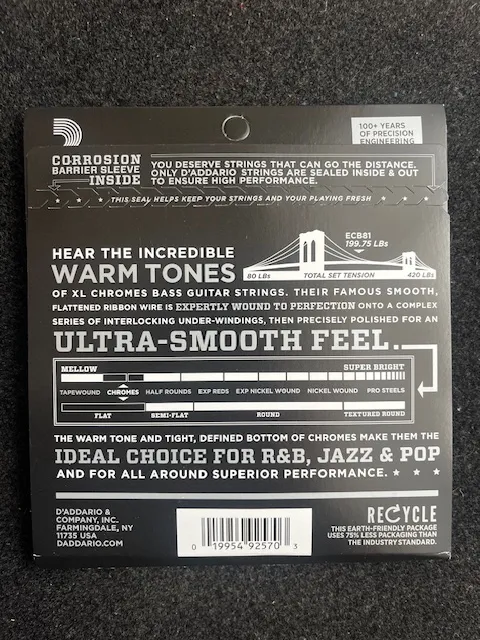 100+ YEARS
OF PRECISION
ENGINEERING
CORROSION
BARRIER SLEEVE
INSIDE
YOU DESERVE STRINGS THAT CAN GO THE DISTANCE.
ONLY D'ADDARIO STRINGS ARE SEALED INSIDE & OUT
TO ENSURE HIGH PERFORMANCE.
THIS SEAL HELPS KEEP YOUR STRINGS AND YOUR PLAYING FRESH
HEAR THE INCREDIBLE
WARM TONES
ECB81
199.75 LBs
80 LBs TOTAL SET TENSION 420 LBs
OF XL CHROMES BASS GUITAR STRINGS. THEIR FAMOUS SMOOTH,
FLATTENED RIBBON WIRE IS EXPERTLY WOUND TO PERFECTION ONTO A COMPLEX
SERIES OF INTERLOCKING UNDER-WINDINGS, THEN PRECISELY POLISHED FOR AN
ULTRA-SMOOTH FEEL.
MELLOW SUPER BRIGHT
TAPEWOUND CHROMES HALF ROUNDS EXP REDS EXP NICKEL WOUND NICKEL WOUND PRO STEELS
FLAT SEMI-FLAT ROUND TEXTURED ROUND
THE WARM TONE AND TIGHT, DEFINED BOTTOM OF CHROMES MAKE THEM THE
IDEAL CHOICE FOR R&B, JAZZ & POP
AND FOR ALL AROUND SUPERIOR PERFORMANCE.
D'ADDARIO &
COMPANY, INC.
FARMINGDALE, NY
11735 USA
DADDARIO.COM
0 19954 92570 3
RECYCLE
THIS EARTH-FRIENDLY PACKAGE
USES 75% LESS PACKAGING THAN
THE INDUSTRY STANDARD.